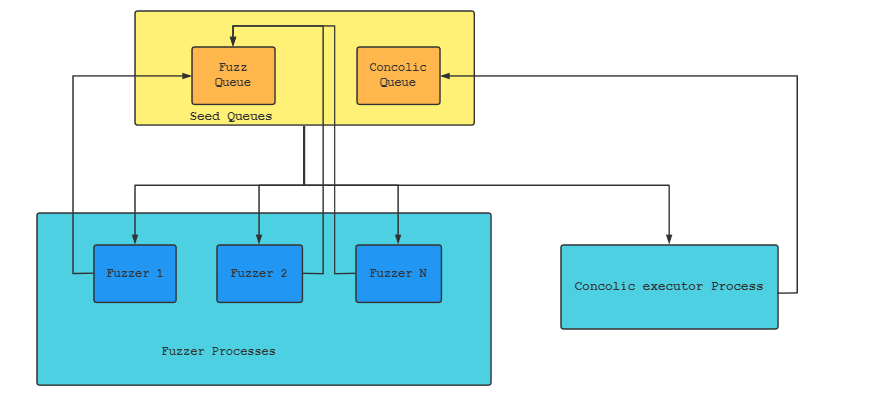 Fuzz
Queue
Concolic
Queue
Seed Queues
Fuzzer 1
Fuzzer 2
Fuzzer N
Concolic executor Process
Fuzzer Processes